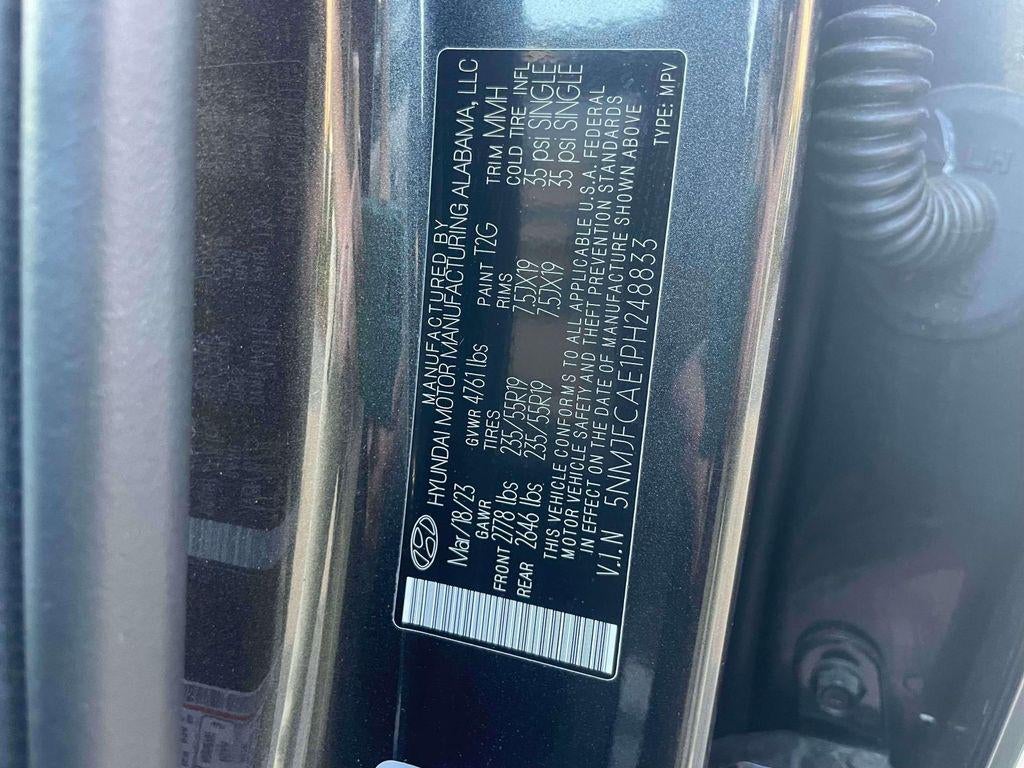 MANUFACTURED BY
HYUNDAI MOTOR MANUFACTURING ALABAMA, LLC
Mar/18/23 GVWR 4761 lbs PAINT T2G TRIM MMH
GAWR TIRES RIMS COLD TIRE INFL
FRONT 2778 lbs 235/55R19 7.5JX19 35 psi SINGLE
REAR 2646 lbs 235/55R19 7.5JX19 35 psi SINGLE
THIS VEHICLE CONFORMS TO ALL APPLICABLE U.S.A. FEDERAL
MOTOR VEHICLE SAFETY AND THEFT PREVENTION STANDARDS
IN EFFECT ON THE DATE OF MANUFACTURE SHOWN ABOVE
V.I.N 5NMJFCAE1PH248833 TYPE: MPV
LH